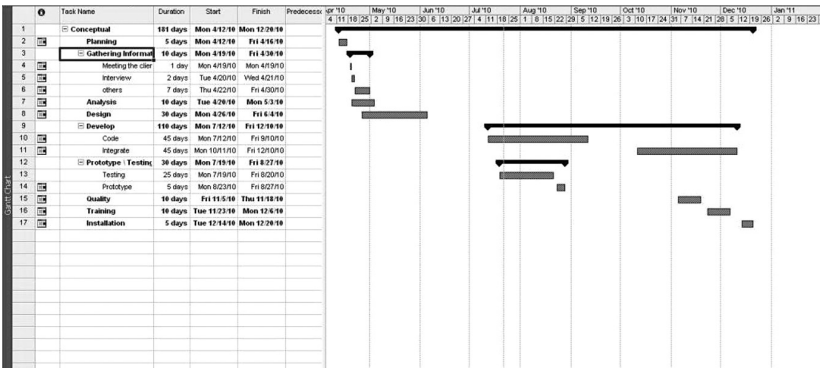 Task Name Duration Start Finish Predecesso pr '10 May '10 Jun '10 Jul '10 Aug '10 Sep '10 Oct '10 Nov '10 Dec '10 Jan '11
4 11 18 25 2 9 16 23 30 6 13 20 27 4 11 18 25 1 8 15 22 29 5 12 19 26 3 10 17 24 31 7 14 21 28 5 12 19 26 2 9 16 23
1 Conceptual 181 days Mon 4/12/10 Mon 12/20/10
2 Planning 5 days Mon 4/12/10 Fri 4/16/10
3 Gathering Informat 10 days Mon 4/19/10 Fri 4/30/10
4 Meeting the clier 1 day Mon 4/19/10 Mon 4/19/10
5 Interview 2 days Tue 4/20/10 Wed 4/21/10
6 others 7 days Thu 4/22/10 Fri 4/30/10
7 Analysis 10 days Tue 4/20/10 Mon 5/3/10
8 Design 30 days Mon 4/26/10 Fri 6/4/10
9 Develop 110 days Mon 7/12/10 Fri 12/10/10
10 Code 45 days Mon 7/12/10 Fri 9/10/10
11 Integrate 45 days Mon 10/11/10 Fri 12/10/10
12 Prototype \ Testing 30 days Mon 7/19/10 Fri 8/27/10
13 Testing 25 days Mon 7/19/10 Fri 8/20/10
14 Prototype 5 days Mon 8/23/10 Fri 8/27/10
15 Quality 10 days Fri 11/5/10 Thu 11/18/10
16 Training 10 days Tue 11/23/10 Mon 12/6/10
17 Installation 5 days Tue 12/14/10 Mon 12/20/10
Gantt Chart